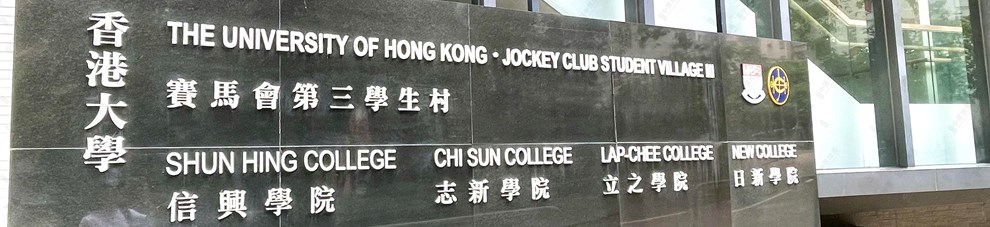 香港大學
THE UNIVERSITY OF HONG KONG · JOCKEY CLUB STUDENT VILLAGE III
賽馬會第三學生村
SHUN HING COLLEGE
信興學院
CHI SUN COLLEGE
志新學院
LAP-CHEE COLLEGE
立之學院
NEW COLLEGE
日新學院